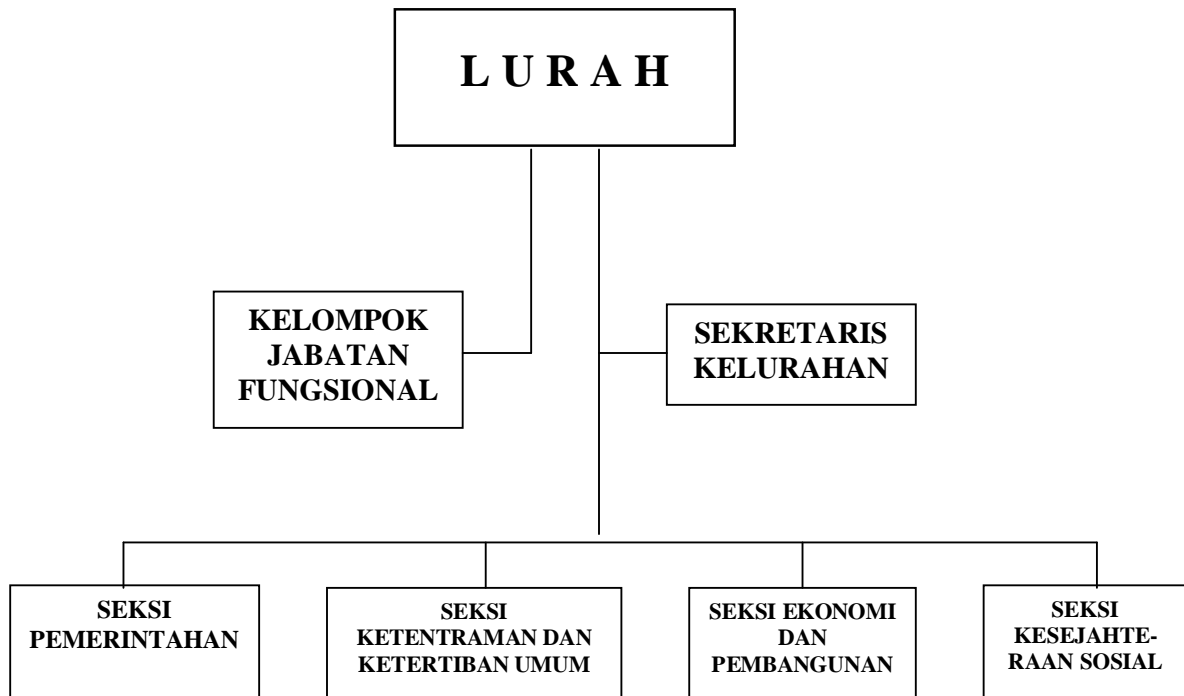 L U R A H
KELOMPOK
JABATAN
FUNGSIONAL
SEKRETARIS
KELURAHAN
SEKSI
PEMERINTAHAN
SEKSI
KETENTRAMAN DAN
KETERTIBAN UMUM
SEKSI EKONOMI
DAN
PEMBANGUNAN
SEKSI
KESEJAHTE-
RAAN SOSIAL